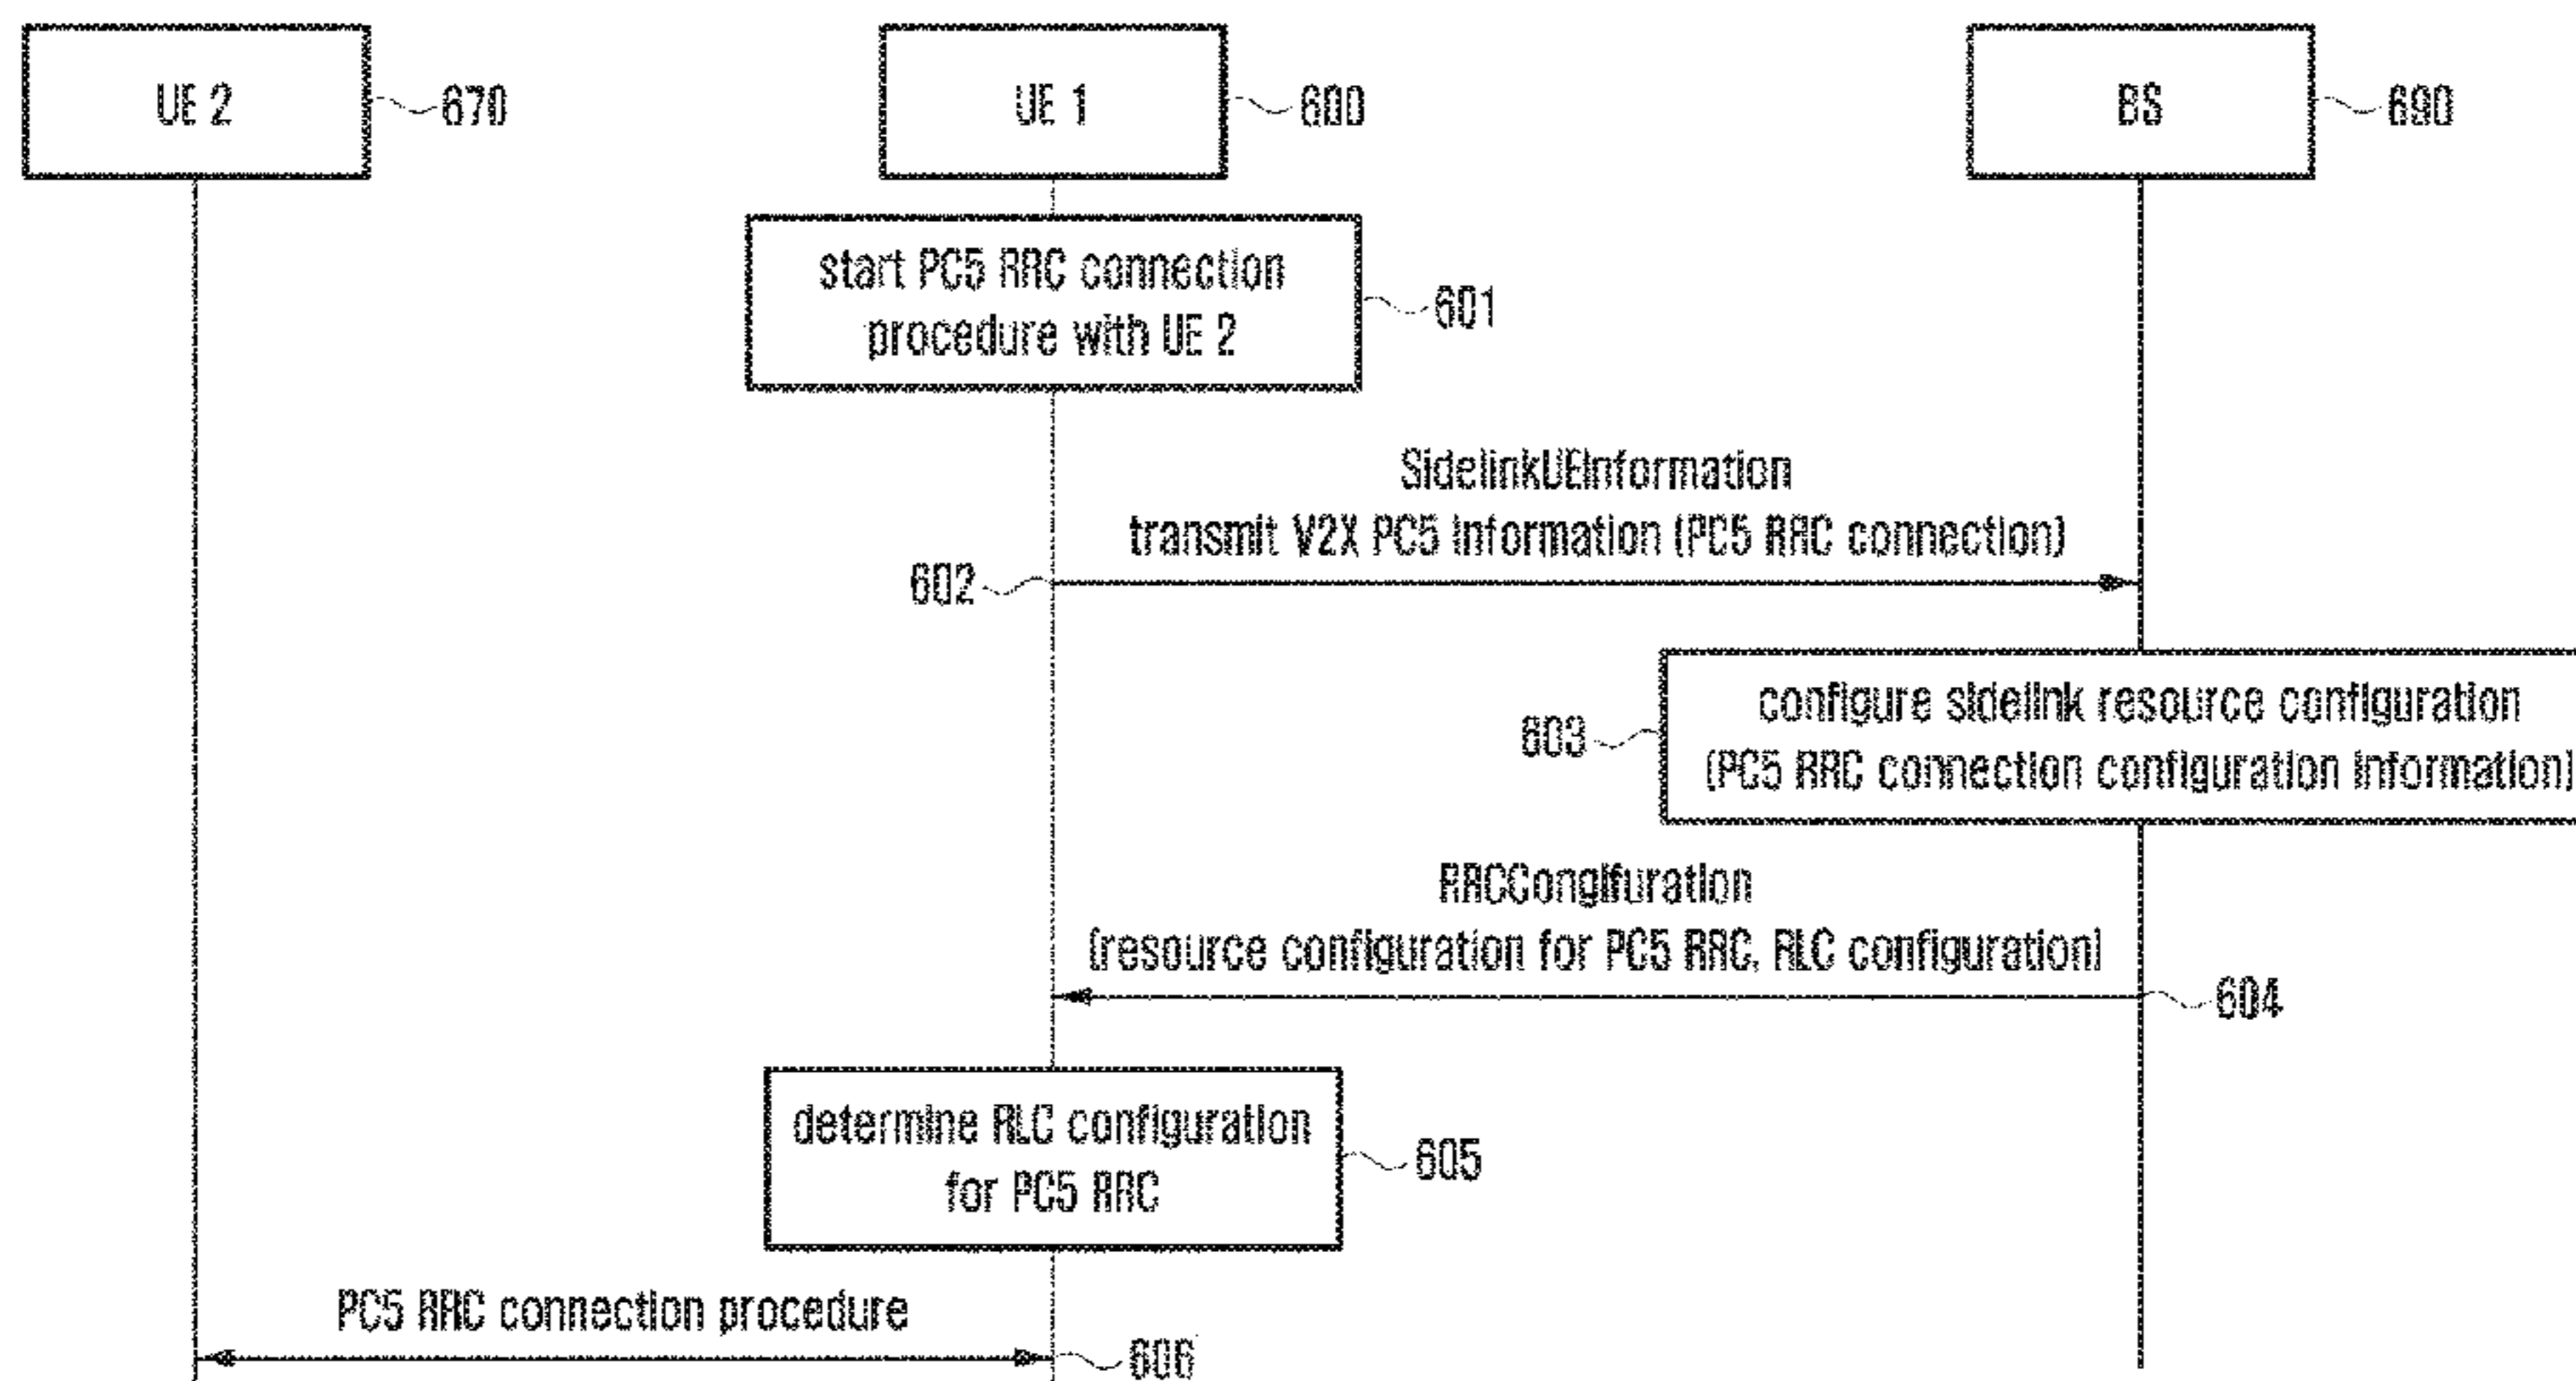 UE 2
670
UE 1
600
BS
690
start PC5 RRC connection
procedure with UE 2
601
SidelinkUEInformation
transmit V2X PC5 Information (PC5 RRC connection)
602
configure sidelink resource configuration
(PC5 RRC connection configuration information)
603
RRCCongifuration
(resource configuration for PC5 RRC, RLC configuration)
604
determine RLC configuration
for PC5 RRC
605
PC5 RRC connection procedure
606